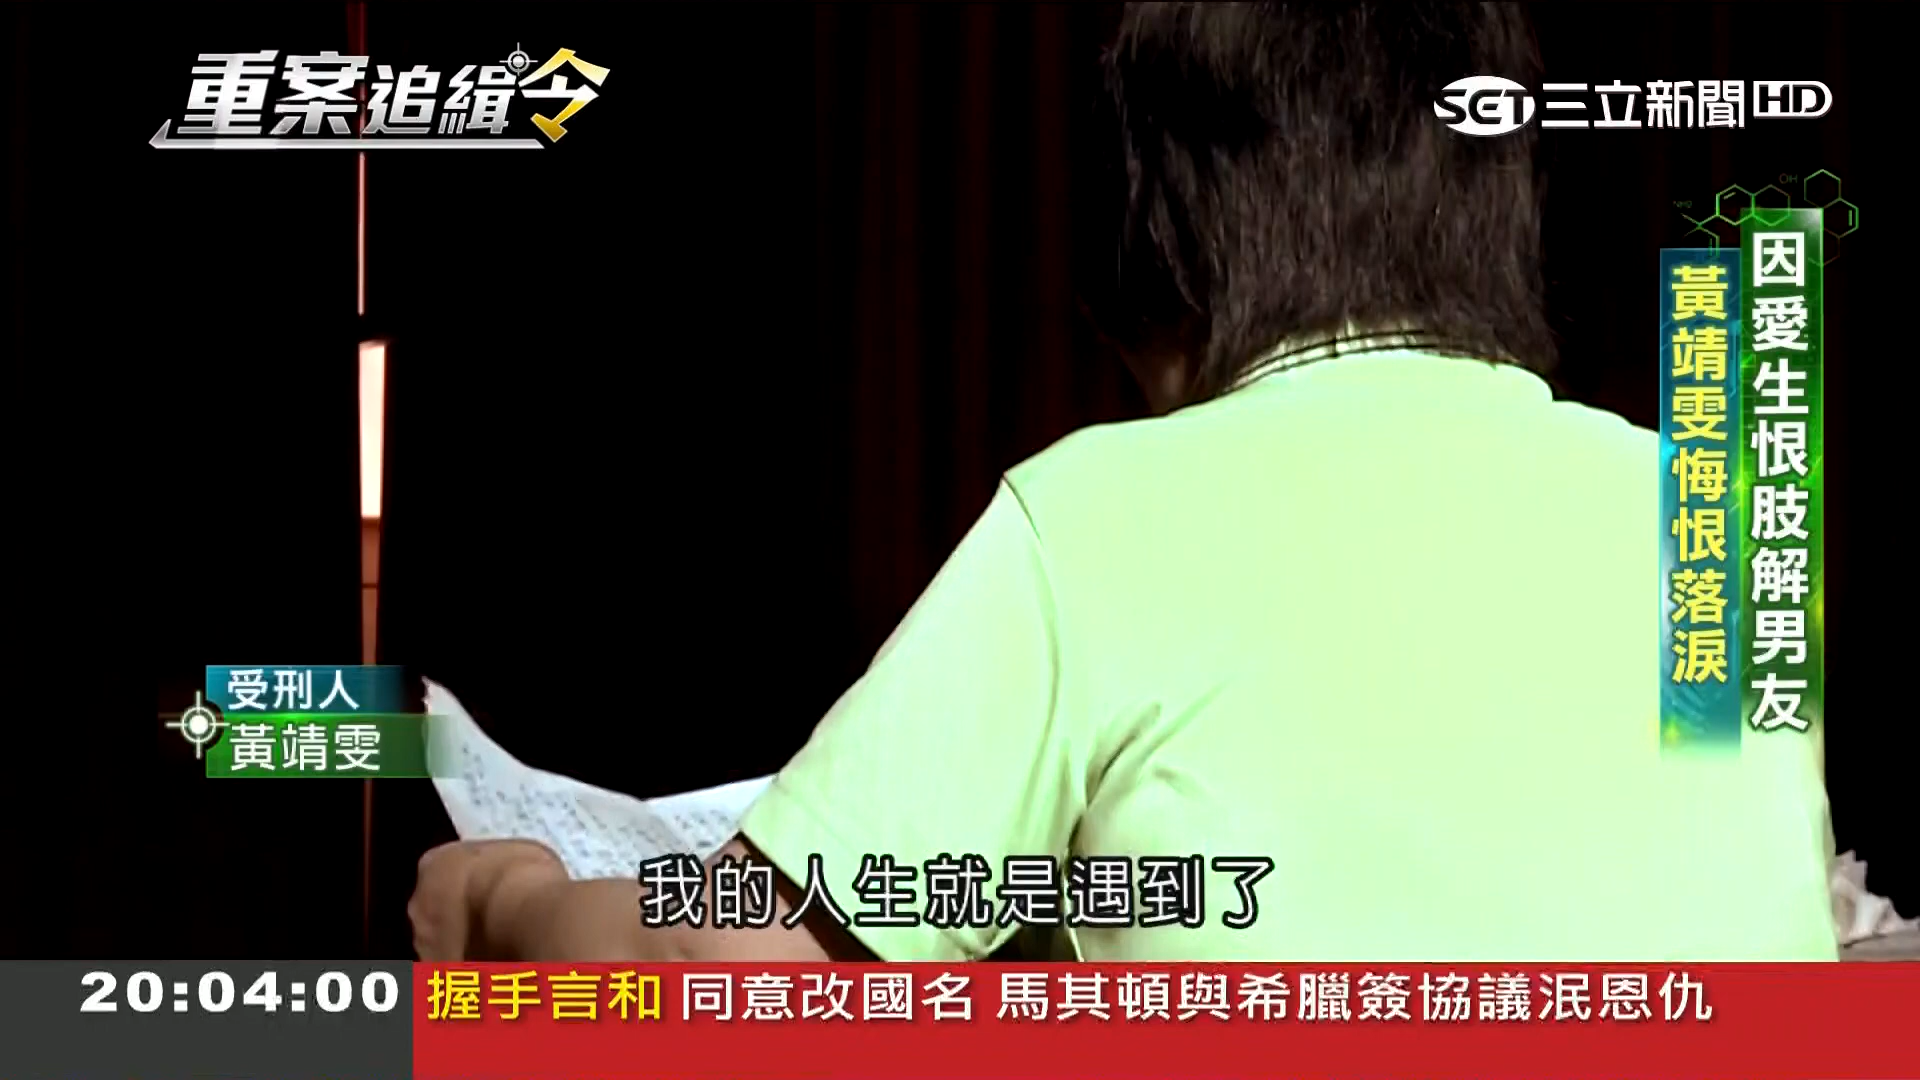 重案追緝令
SET三立新聞HD
因愛生恨肢解男友
黃靖雯悔恨落淚
受刑人
黃靖雯
我的人生就是遇到了
20:04:00
握手言和 同意改國名 馬其頓與希臘簽協議泯恩仇